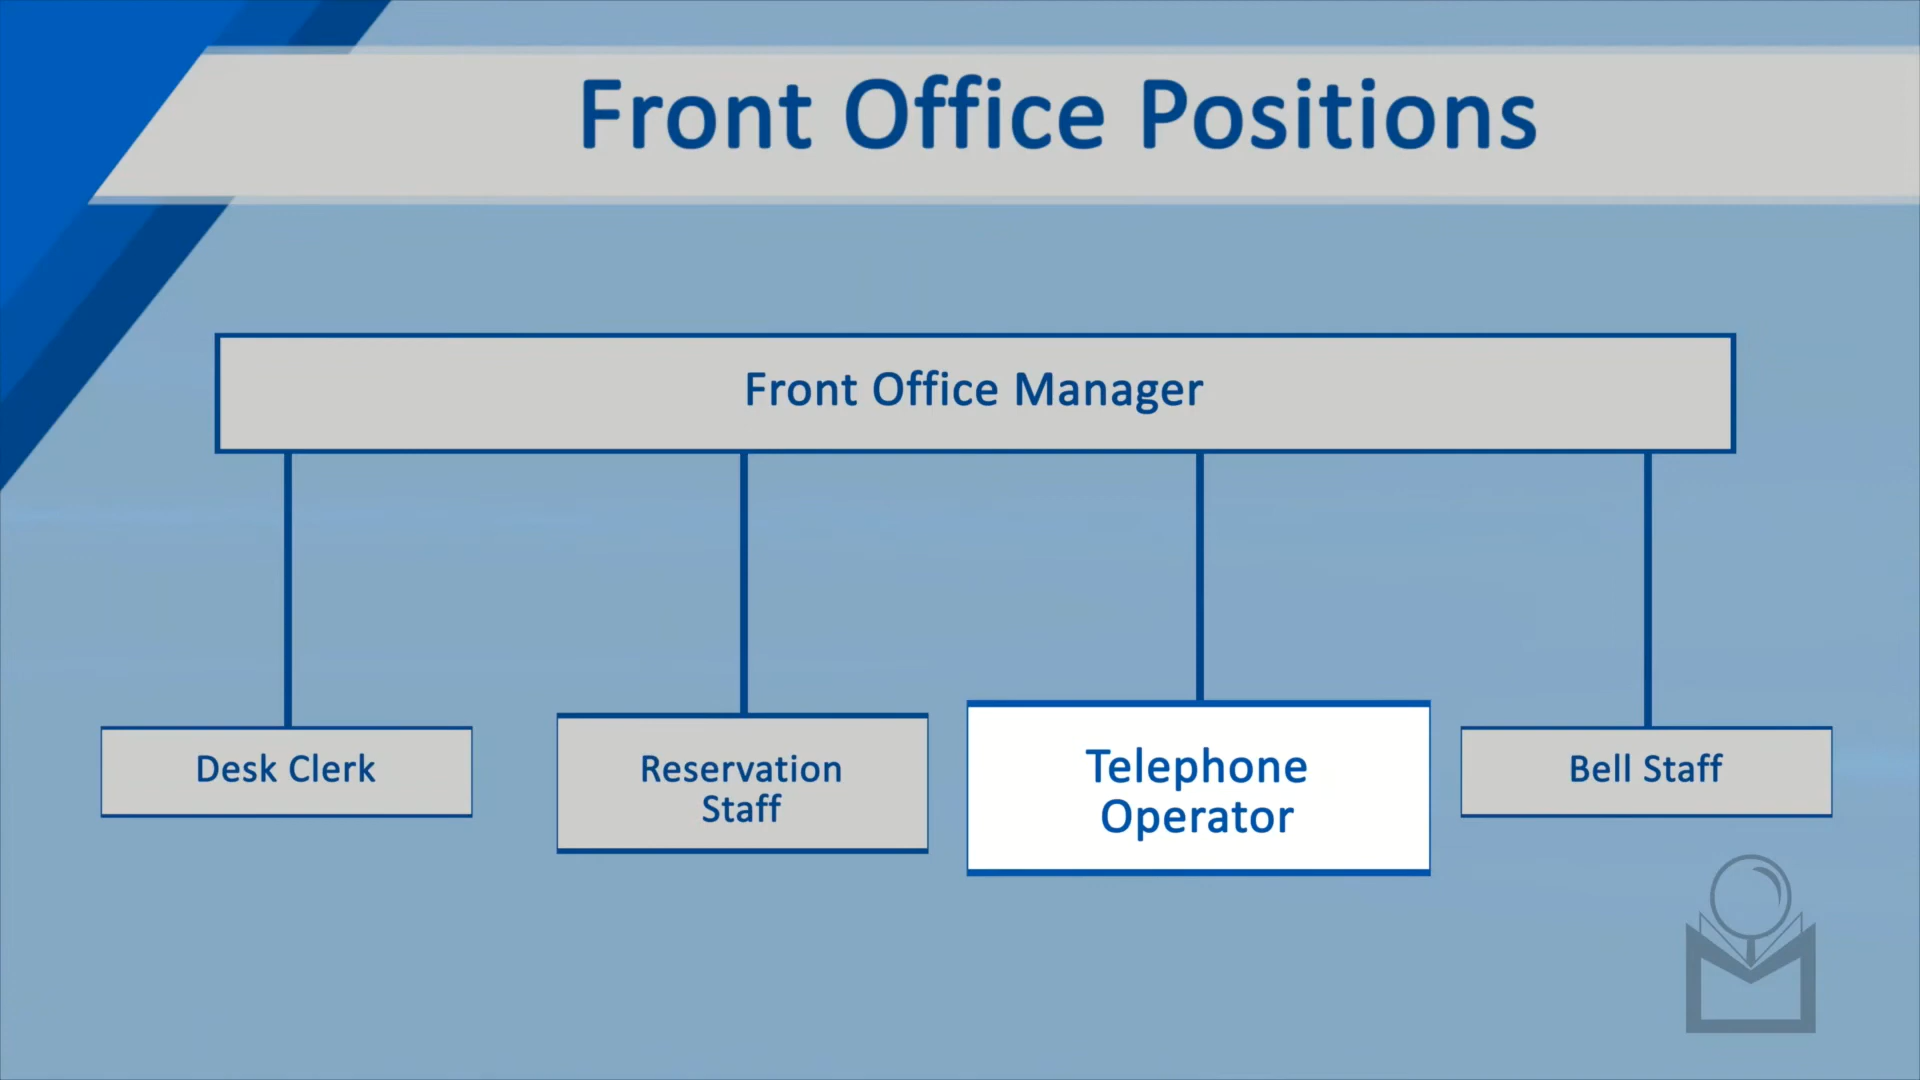 Front Office Positions
Front Office Manager
Desk Clerk
Reservation
Staff
Telephone
Operator
Bell Staff